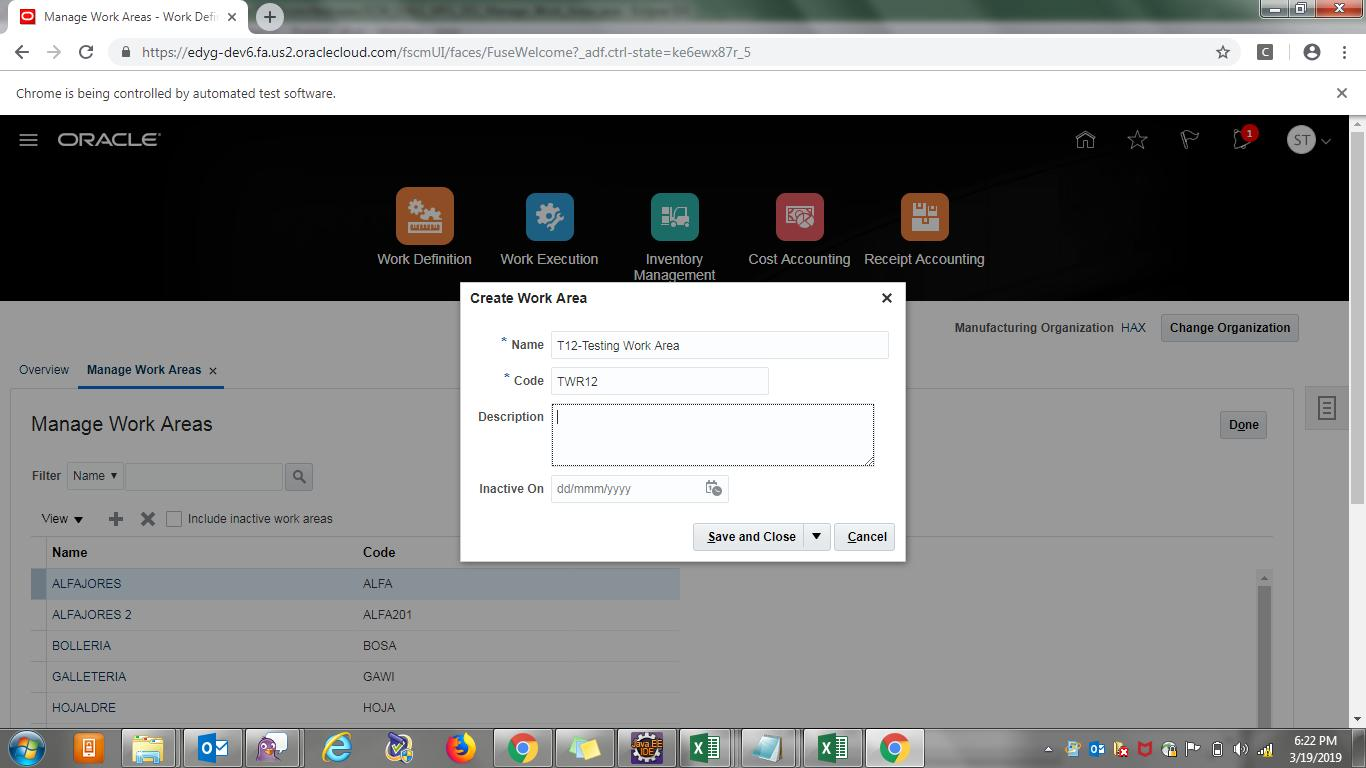 Manage Work Areas - Work Defi
https://edyg-dev6.fa.us2.oraclecloud.com/fscmUI/faces/FuseWelcome?_adf.ctrl-state=ke6ewx87r_5
C
Chrome is being controlled by automated test software.
ORACLE
1
ST
Work Definition
Work Execution
Inventory
Management
Cost Accounting
Receipt Accounting
Create Work Area
* Name T12-Testing Work Area
* Code TWR12
Description
Inactive On dd/mmm/yyyy
Save and Close
Cancel
Manufacturing Organization HAX Change Organization
Overview
Manage Work Areas
Manage Work Areas
Done
Filter Name
View
Include inactive work areas
Name Code
ALFAJORES ALFA
ALFAJORES 2 ALFA201
BOLLERIA BOSA
GALLETERIA GAWI
HOJALDRE HOJA
Java EE
IDE
6:22 PM
3/19/2019